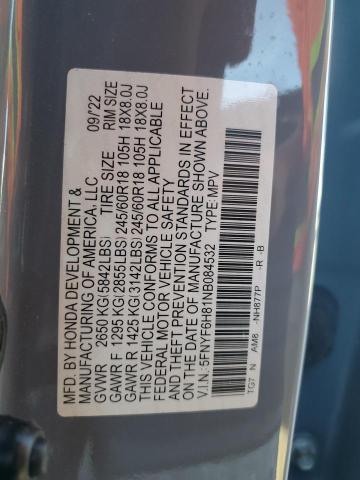 MFD. BY HONDA DEVELOPMENT &
MANUFACTURING OF AMERICA, LLC 09/22
GVWR 2650 KG(5842LBS) TIRE SIZE RIM SIZE
GAWR F 1295 KG(2855LBS) 245/60R18 105H 18X8.0J
GAWR R 1425 KG(3142LBS) 245/60R18 105H 18X8.0J
THIS VEHICLE CONFORMS TO ALL APPLICABLE
FEDERAL MOTOR VEHICLE SAFETY
AND THEFT PREVENTION STANDARDS IN EFFECT
ON THE DATE OF MANUFACTURE SHOWN ABOVE.
V.I.N.: 5FNYF6H81NB084532 TYPE: MPV
TG7 N AM8 -NH877P -R -B